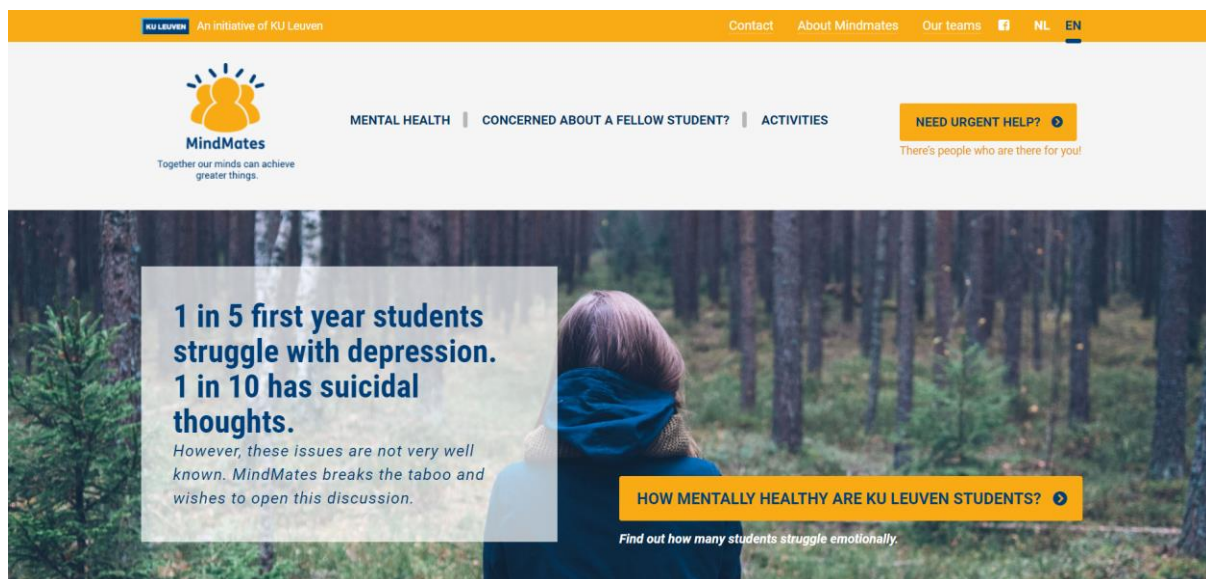 KU LEUVEN An initiative of KU Leuven
Contact About Mindmates Our teams NL EN
MindMates
Together our minds can achieve
greater things.
MENTAL HEALTH CONCERNED ABOUT A FELLOW STUDENT? ACTIVITIES
NEED URGENT HELP?
There's people who are there for you!
1 in 5 first year students
struggle with depression.
1 in 10 has suicidal
thoughts.
However, these issues are not very well
known. MindMates breaks the taboo and
wishes to open this discussion.
HOW MENTALLY HEALTHY ARE KU LEUVEN STUDENTS?
Find out how many students struggle emotionally.